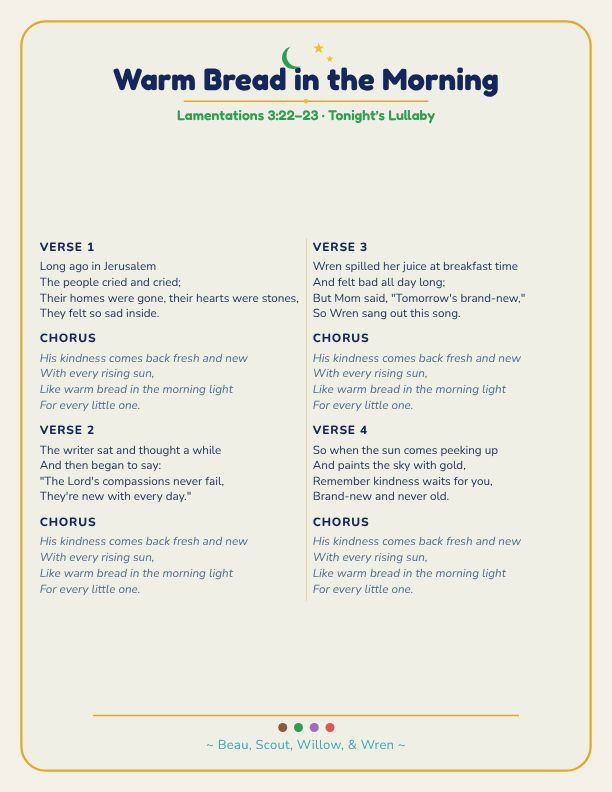 Warm Bread in the Morning
Lamentations 3:22–23 · Tonight's Lullaby
VERSE 1
Long ago in Jerusalem
The people cried and cried;
Their homes were gone, their hearts were stones,
They felt so sad inside.
CHORUS
His kindness comes back fresh and new
With every rising sun,
Like warm bread in the morning light
For every little one.
VERSE 2
The writer sat and thought a while
And then began to say:
"The Lord's compassions never fail,
They're new with every day."
CHORUS
His kindness comes back fresh and new
With every rising sun,
Like warm bread in the morning light
For every little one.
VERSE 3
Wren spilled her juice at breakfast time
And felt bad all day long;
But Mom said, "Tomorrow's brand-new,"
So Wren sang out this song.
CHORUS
His kindness comes back fresh and new
With every rising sun,
Like warm bread in the morning light
For every little one.
VERSE 4
So when the sun comes peeking up
And paints the sky with gold,
Remember kindness waits for you,
Brand-new and never old.
CHORUS
His kindness comes back fresh and new
With every rising sun,
Like warm bread in the morning light
For every little one.
~ Beau, Scout, Willow, & Wren ~